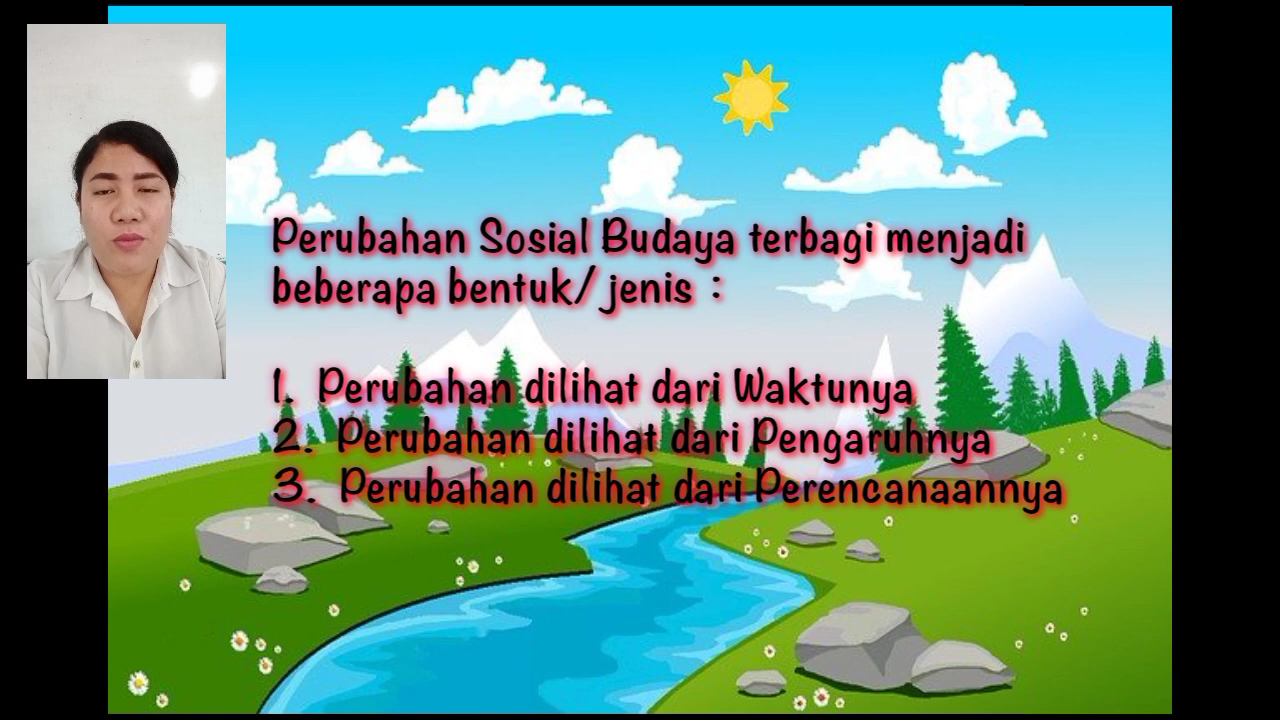 Perubahan Sosial Budaya terbagi menjadi
beberapa bentuk/jenis :
1. Perubahan dilihat dari Waktunya
2. Perubahan dilihat dari Pengaruhnya
3. Perubahan dilihat dari Perencanaannya